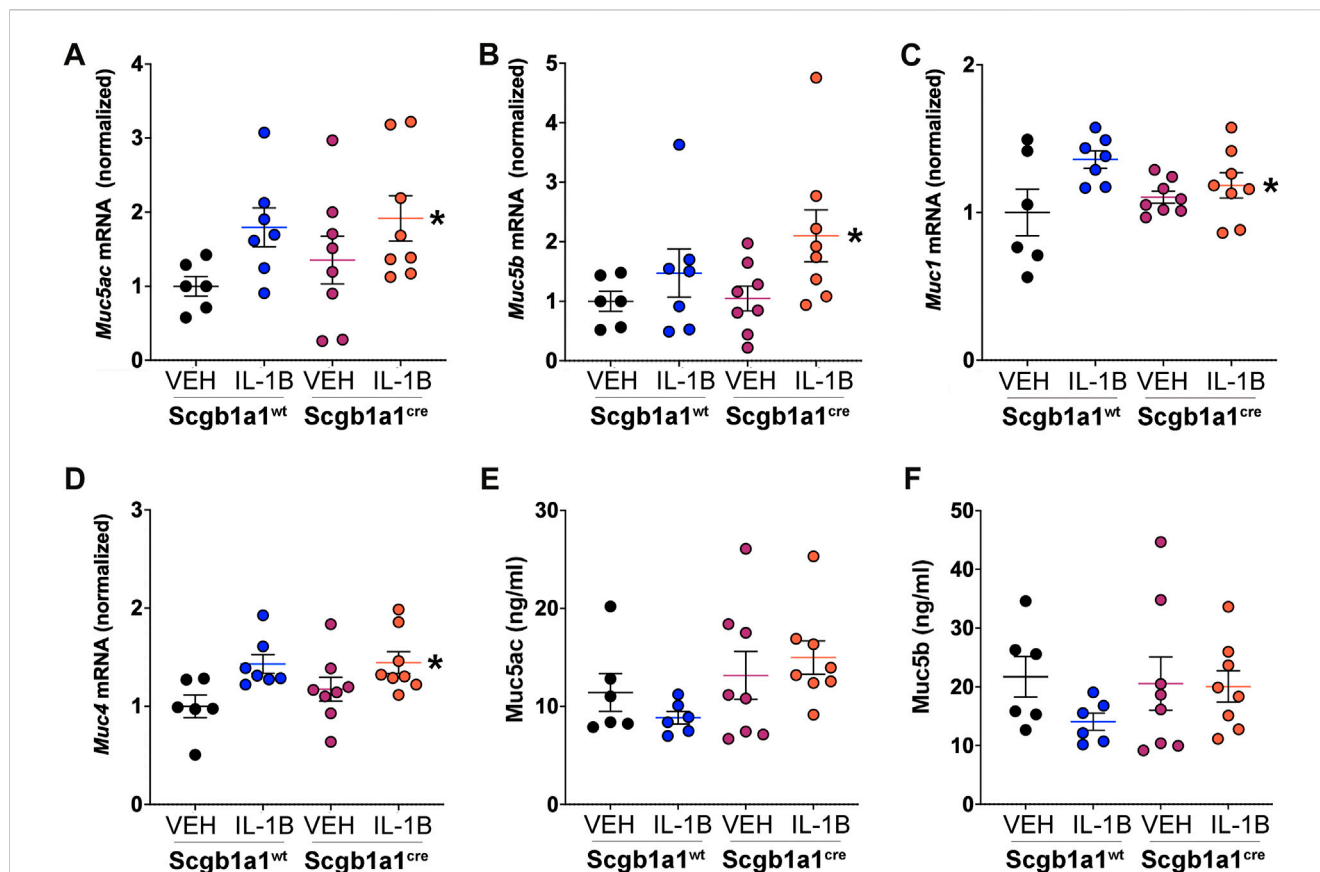 A
Muc5ac mRNA (normalized)
4
3
2
1
0
*
VEH IL-1B VEH IL-1B
Scgb1a1wt Scgb1a1cre
B
Muc5b mRNA (normalized)
5
4
3
2
1
0
*
VEH IL-1B VEH IL-1B
Scgb1a1wt Scgb1a1cre
C
Muc1 mRNA (normalized)
2
1
0
*
VEH IL-1B VEH IL-1B
Scgb1a1wt Scgb1a1cre
D
Muc4 mRNA (normalized)
3
2
1
0
*
VEH IL-1B VEH IL-1B
Scgb1a1wt Scgb1a1cre
E
Muc5ac (ng/ml)
30
20
10
0
VEH IL-1B VEH IL-1B
Scgb1a1wt Scgb1a1cre
F
Muc5b (ng/ml)
50
40
30
20
10
0
VEH IL-1B VEH IL-1B
Scgb1a1wt Scgb1a1cre